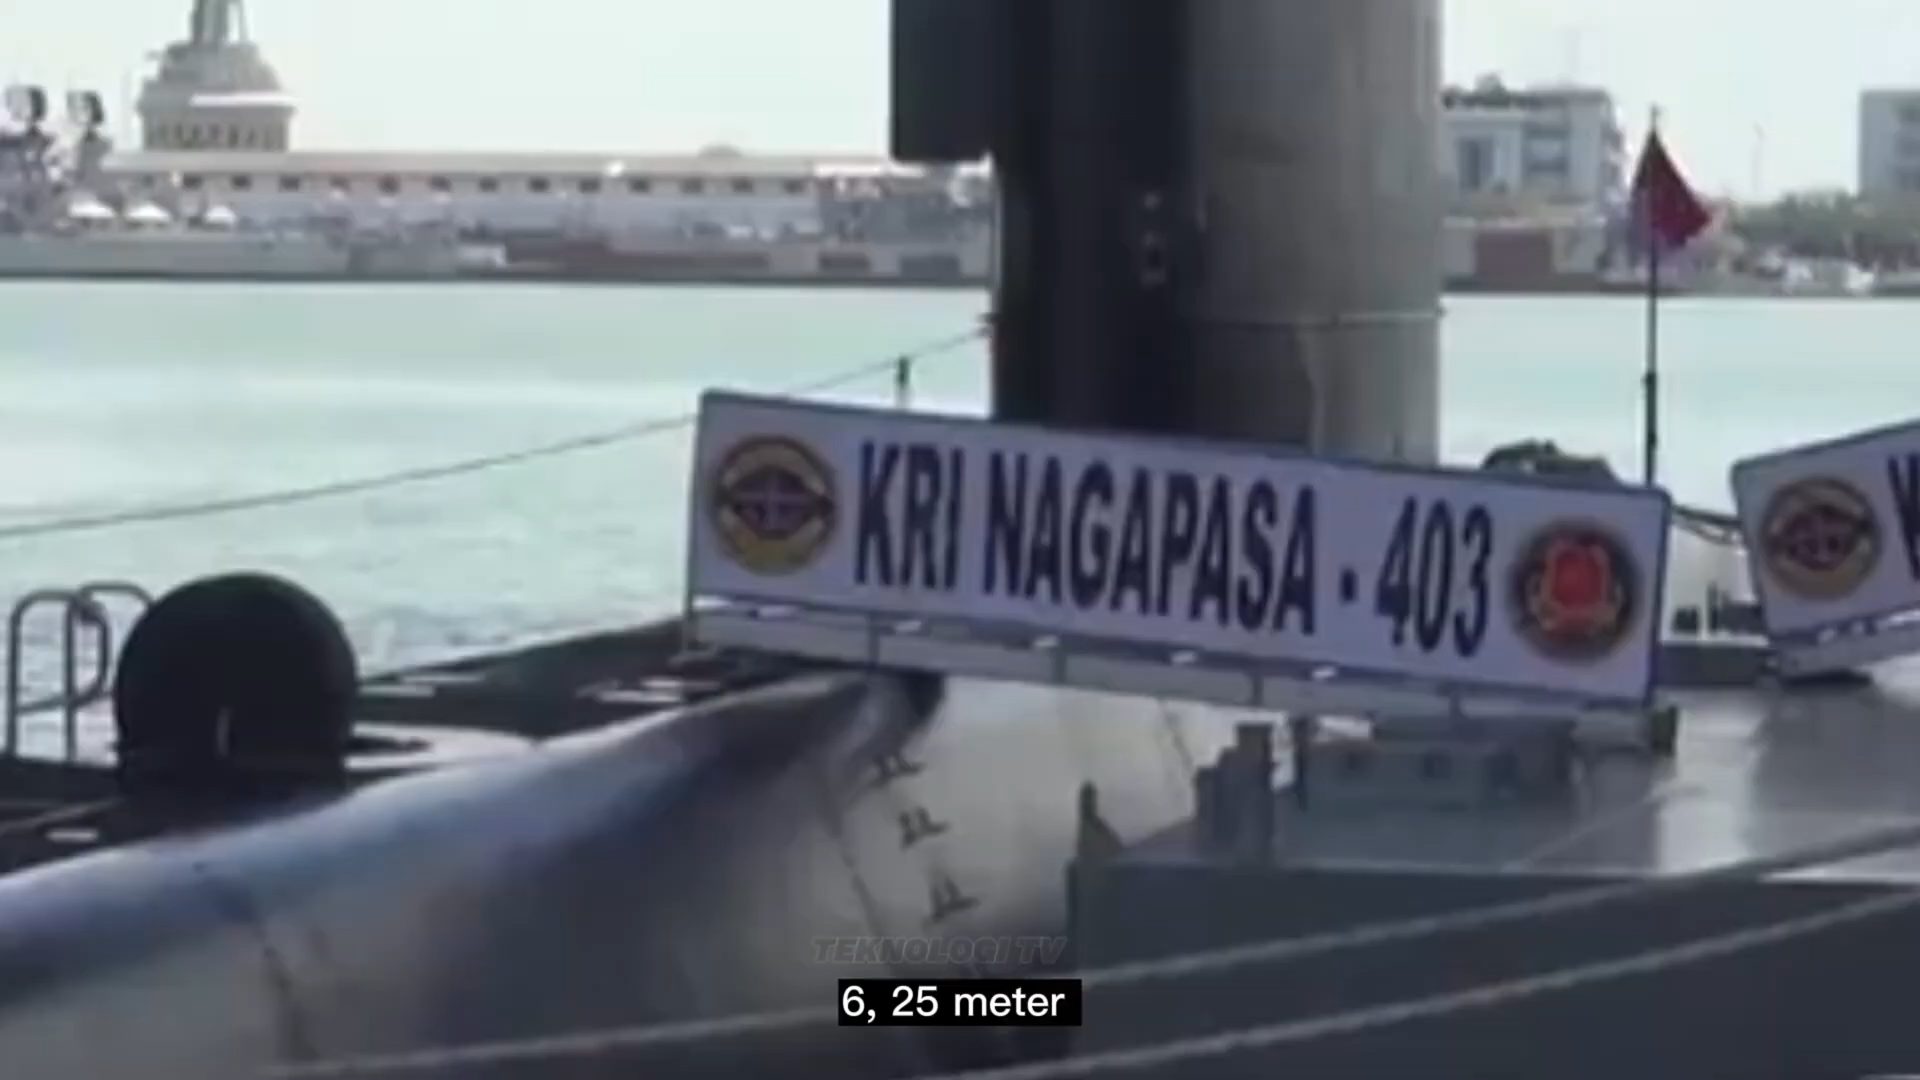 KRI NAGAPASA - 403
TEKNOLOGI TV
6, 25 meter